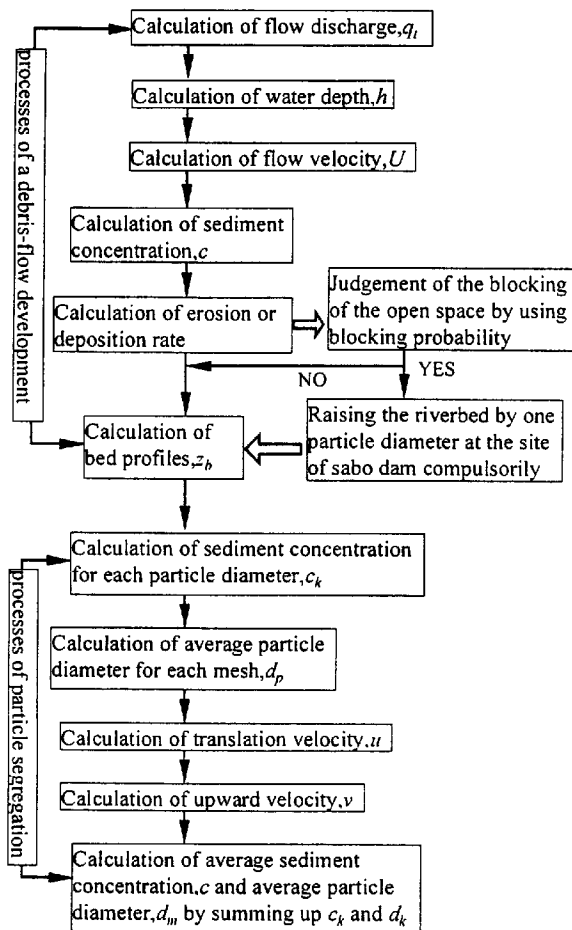 Calculation of flow discharge,q_t
processes of a debris-flow development
Calculation of water depth,h
Calculation of flow velocity,U
Calculation of sediment
concentration,c
Calculation of erosion or
deposition rate
Judgement of the blocking
of the open space by using
blocking probability
NO
YES
Calculation of
bed profiles,z_b
Raising the riverbed by one
particle diameter at the site
of sabo dam compulsorily
processes of particle segregation
Calculation of sediment concentration
for each particle diameter,c_k
Calculation of average particle
diameter for each mesh,d_p
Calculation of translation velocity,u
Calculation of upward velocity,v
Calculation of average sediment
concentration,c and average particle
diameter,d_m by summing up c_k and d_k